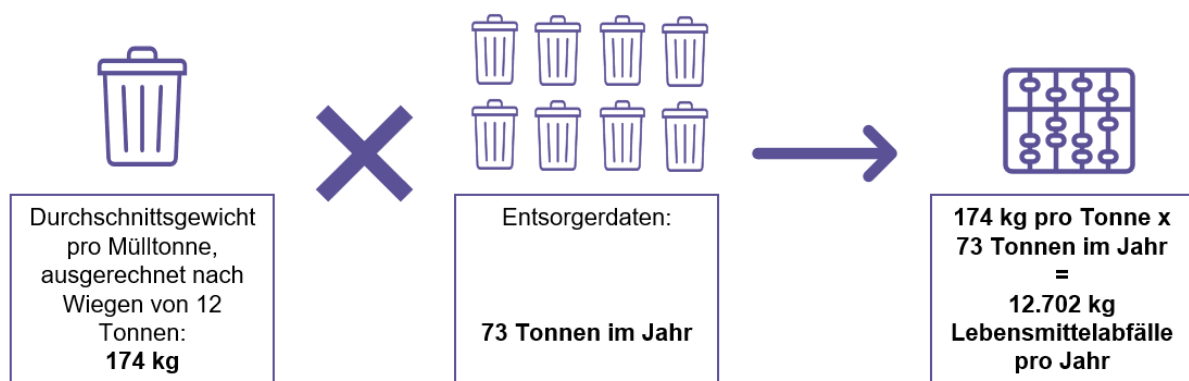 Durchschnittsgewicht
pro Mülltonne,
ausgerechnet nach
Wiegen von 12
Tonnen:
174 kg
Entsorgerdaten:
73 Tonnen im Jahr
174 kg pro Tonne x
73 Tonnen im Jahr
=
12.702 kg
Lebensmittelabfälle
pro Jahr